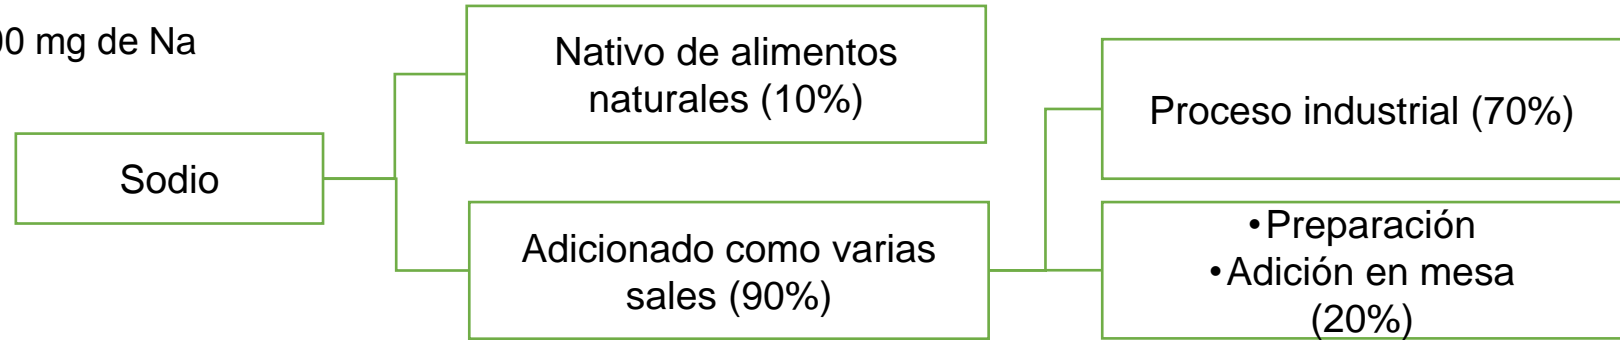 00 mg de Na
Sodio
Nativo de alimentos
naturales (10%)
Adicionado como varias
sales (90%)
Proceso industrial (70%)
•Preparación
•Adición en mesa
(20%)